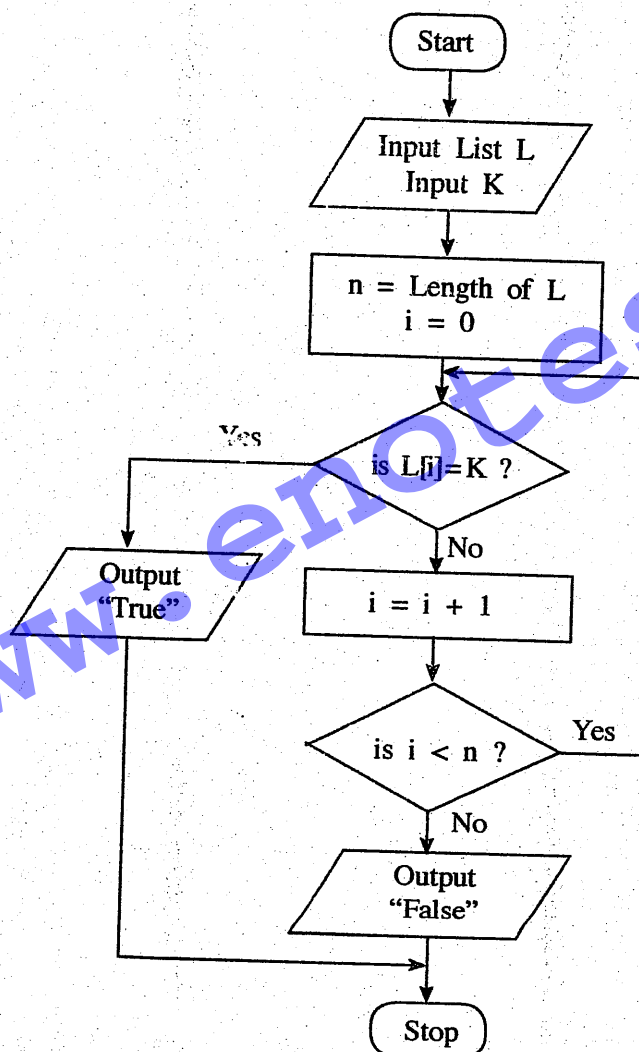 Start
Input List L
Input K
n = Length of L
i = 0
Yes
is L[i]=K ?
No
Output
“True”
i = i + 1
is i < n ?
Yes
No
Output
“False”
Stop
ww.enotes